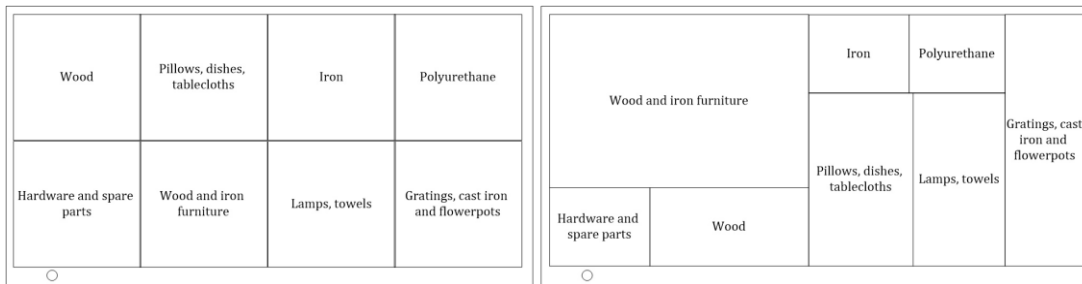 Wood
Pillows, dishes,
tablecloths
Iron
Polyurethane
Hardware and spare
parts
Wood and iron
furniture
Lamps, towels
Gratings, cast iron
and flowerpots
Wood and iron furniture
Iron
Polyurethane
Gratings, cast
iron and
flowerpots
Pillows, dishes,
tablecloths
Lamps, towels
Hardware and
spare parts
Wood